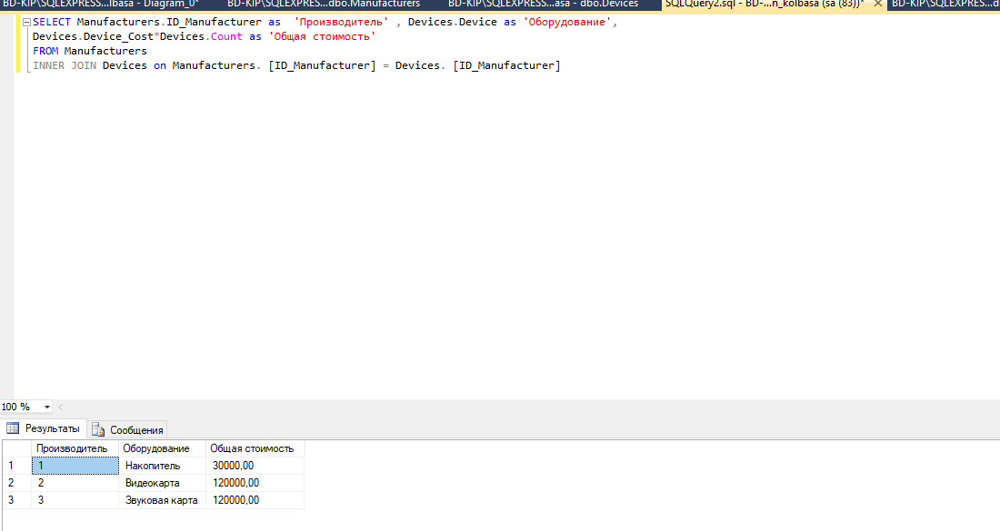 BD-KIP\SQLEXPRESS...lbasa - Diagram_0* BD-KIP\SQLEXPRES...dbo.Manufacturers BD-KIP\SQLEXPRESS...asa - dbo.Devices SQLQuery2.sql - BD-...n_kolbasa (sa (83))* BD-KIP\SQLEXPRES...d
SELECT Manufacturers.ID_Manufacturer as 'Производитель' , Devices.Device as 'Оборудование',
Devices.Device_Cost*Devices.Count as 'Общая стоимость'
FROM Manufacturers
INNER JOIN Devices on Manufacturers. [ID_Manufacturer] = Devices. [ID_Manufacturer]
100 %
Результаты Сообщения
Производитель Оборудование Общая стоимость
1 1 Накопитель 30000,00
2 2 Видеокарта 120000,00
3 3 Звуковая карта 120000,00